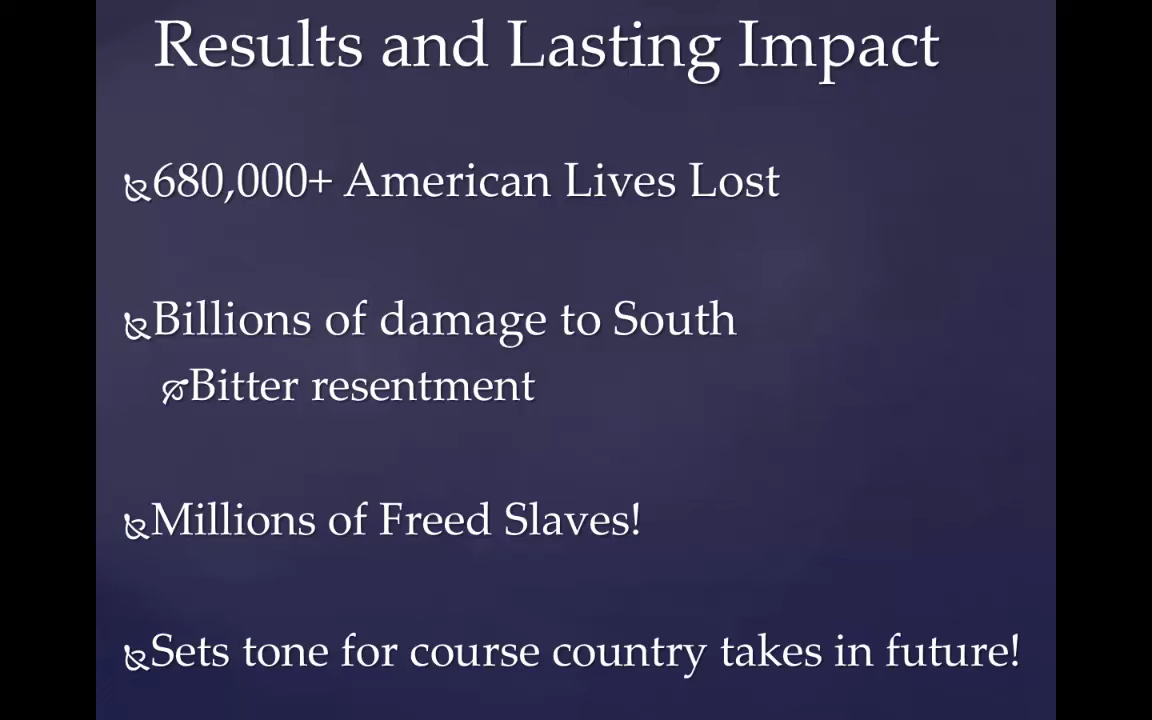 Results and Lasting Impact
680,000+ American Lives Lost
Billions of damage to South
Bitter resentment
Millions of Freed Slaves!
Sets tone for course country takes in future!